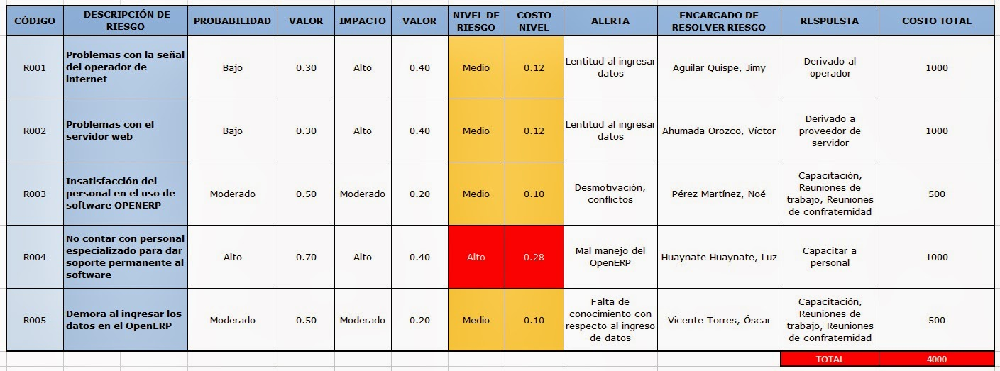 CÓDIGO
DESCRIPCIÓN DE
RIESGO
PROBABILIDAD
VALOR
IMPACTO
VALOR
NIVEL DE
RIESGO
COSTO
NIVEL
ALERTA
ENCARGADO DE
RESOLVER RIESGO
RESPUESTA
COSTO TOTAL
R001
Problemas con la señal
del operador de
internet
Bajo
0.30
Alto
0.40
Medio
0.12
Lentitud al ingresar
datos
Aguilar Quispe, Jimy
Derivado al
operador
1000
R002
Problemas con el
servidor web
Bajo
0.30
Alto
0.40
Medio
0.12
Lentitud al ingresar
datos
Ahumada Orozco, Víctor
Derivado a
proveedor de
servidor
1000
R003
Insatisfacción del
personal en el uso de
software OPENERP
Moderado
0.50
Moderado
0.20
Medio
0.10
Desmotivación,
conflictos
Pérez Martínez, Noé
Capacitación,
Reuniones de
trabajo, Reuniones
de confraternidad
500
R004
No contar con personal
especializado para dar
soporte permanente al
software
Alto
0.70
Alto
0.40
Alto
0.28
Mal manejo del
OpenERP
Huaynate Huaynate, Luz
Capacitar a
personal
1000
R005
Demora al ingresar los
datos en el OpenERP
Moderado
0.50
Moderado
0.20
Medio
0.10
Falta de
conocimiento con
respecto al ingreso
de datos
Vicente Torres, Óscar
Capacitación,
Reuniones de
trabajo, Reuniones
de confraternidad
500
TOTAL
4000